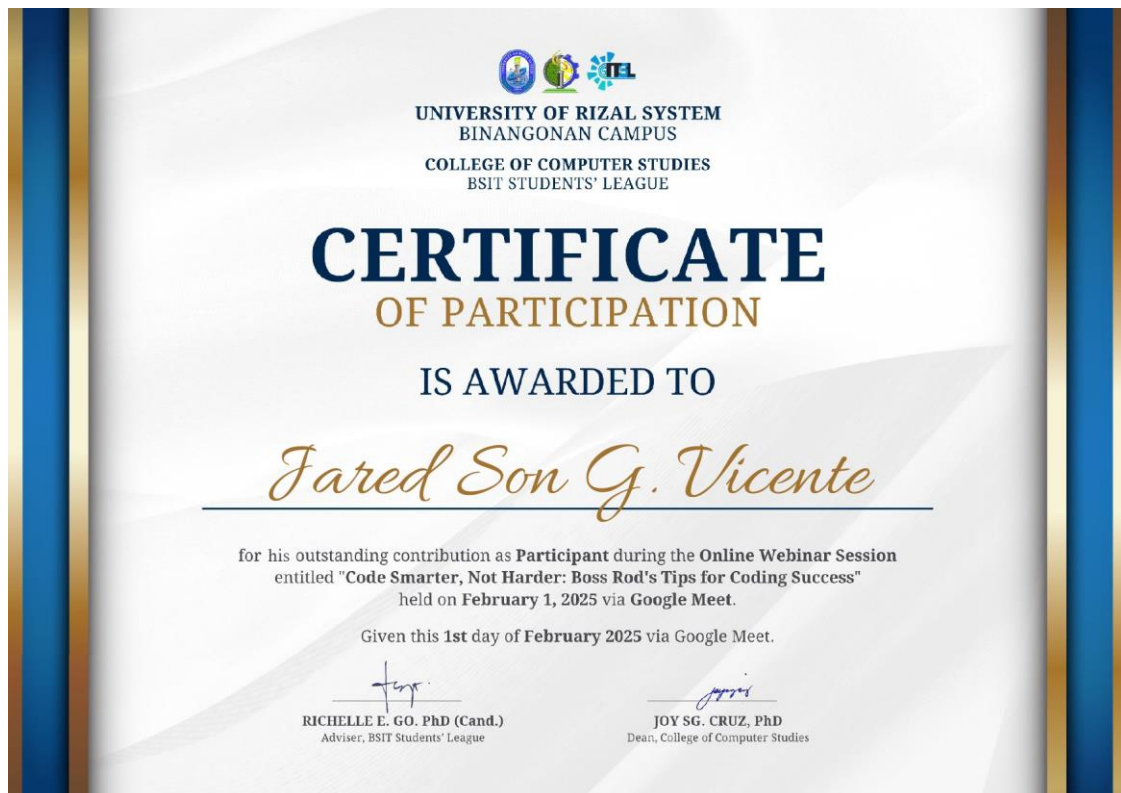 UNIVERSITY OF RIZAL SYSTEM
BINANGONAN CAMPUS
COLLEGE OF COMPUTER STUDIES
BSIT STUDENTS' LEAGUE
CERTIFICATE
OF PARTICIPATION
IS AWARDED TO
Jared Son G. Vicente
for his outstanding contribution as Participant during the Online Webinar Session
entitled "Code Smarter, Not Harder: Boss Rod's Tips for Coding Success"
held on February 1, 2025 via Google Meet.
Given this 1st day of February 2025 via Google Meet.
RICHELLE E. GO. PhD (Cand.)
Adviser, BSIT Students' League
JOY SG. CRUZ, PhD
Dean, College of Computer Studies